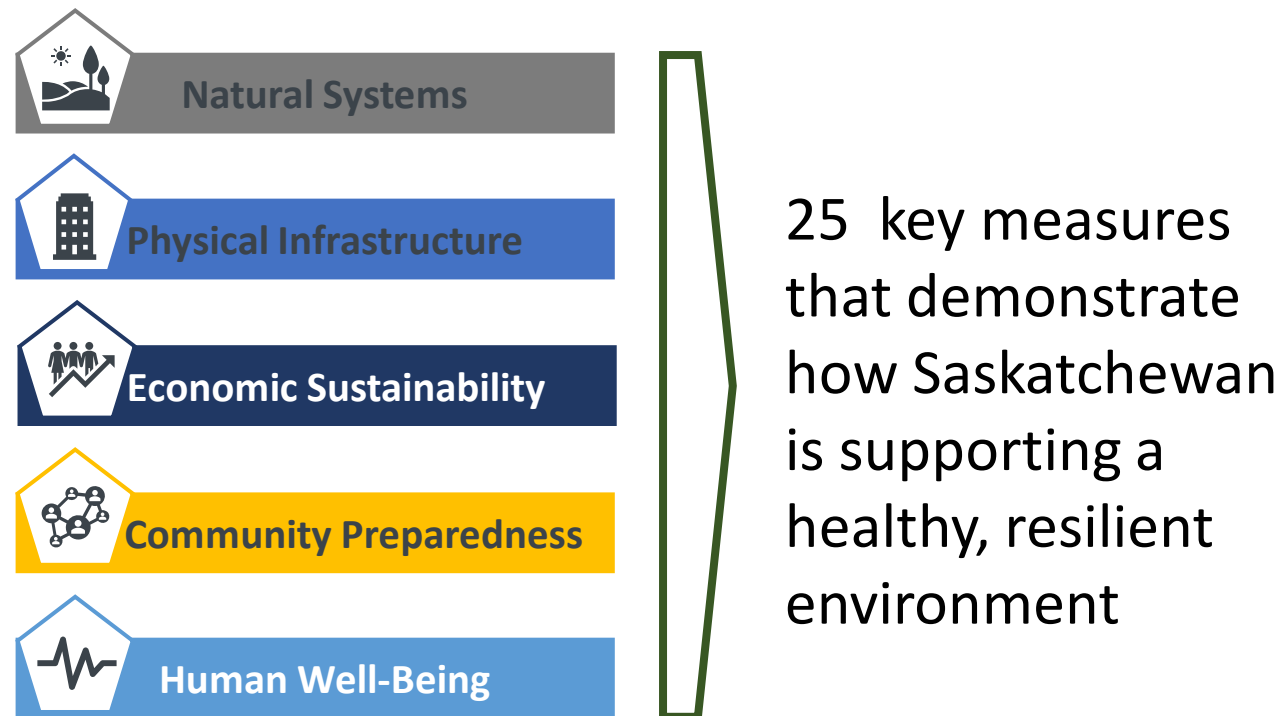 Natural Systems
Physical Infrastructure
Economic Sustainability
Community Preparedness
Human Well-Being
25  key measures
that demonstrate
how Saskatchewan
is supporting a
healthy, resilient
environment